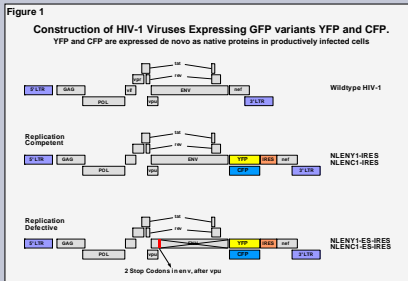 Figure 1
Construction of HIV-1 Viruses Expressing GFP variants YFP and CFP.
YFP and CFP are expressed de novo as native proteins in productively infected cells
tat
rev
vpr
5' LTR GAG vif ENV nef
POL vpu 3' LTR
Wildtype HIV-1
Replication
Competent
tat
rev
5' LTR GAG ENV YFP IRES nef
POL vpu CFP 3' LTR
NLENY1-IRES
NLENC1-IRES
Replication
Defective
tat
rev
5' LTR GAG ENV YFP IRES nef
POL vpu CFP 3' LTR
NLENY1-ES-IRES
NLENC1-ES-IRES
2 Stop Codons in env, after vpu